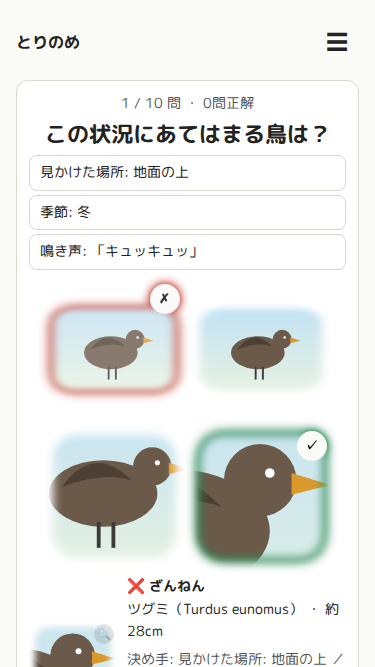 とりのめ
1 / 10 問 · 0問正解
この状況にあてはまる鳥は？
見かけた場所: 地面の上
季節: 冬
鳴き声: 「キュッキュッ」
✗
✓
❌ ざんねん
ツグミ（Turdus eunomus） · 約
28cm
決め手: 見かけた場所: 地面の上 ／